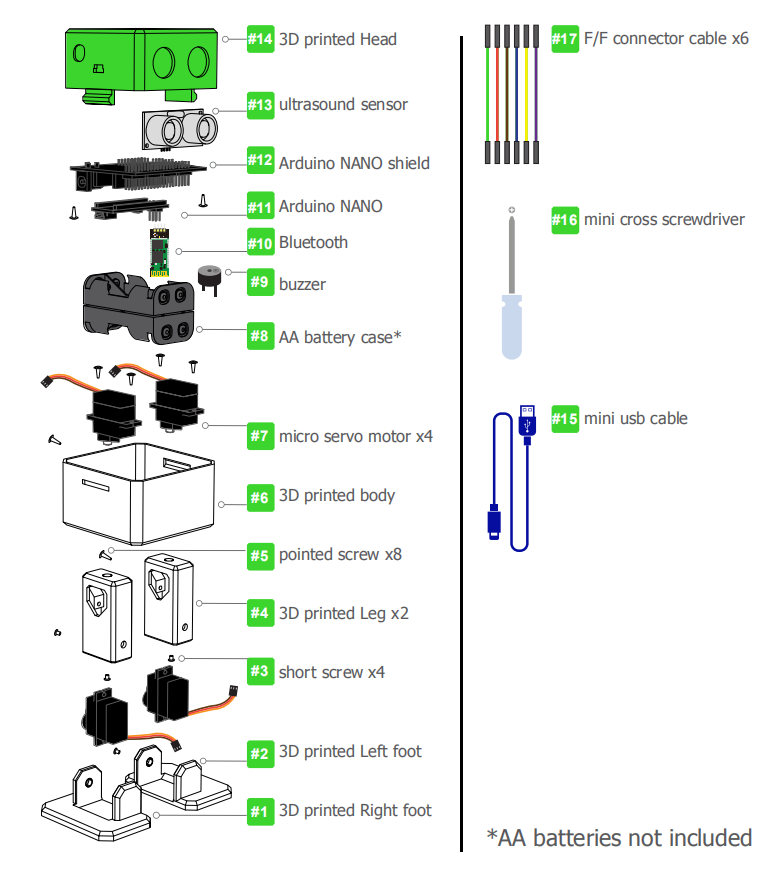 #14 3D printed Head
#13 ultrasound sensor
#12 Arduino NANO shield
#11 Arduino NANO
#10 Bluetooth
#9 buzzer
#8 AA battery case*
#7 micro servo motor x4
#6 3D printed body
#5 pointed screw x8
#4 3D printed Leg x2
#3 short screw x4
#2 3D printed Left foot
#1 3D printed Right foot
#17 F/F connector cable x6
#16 mini cross screwdriver
#15 mini usb cable
*AA batteries not included